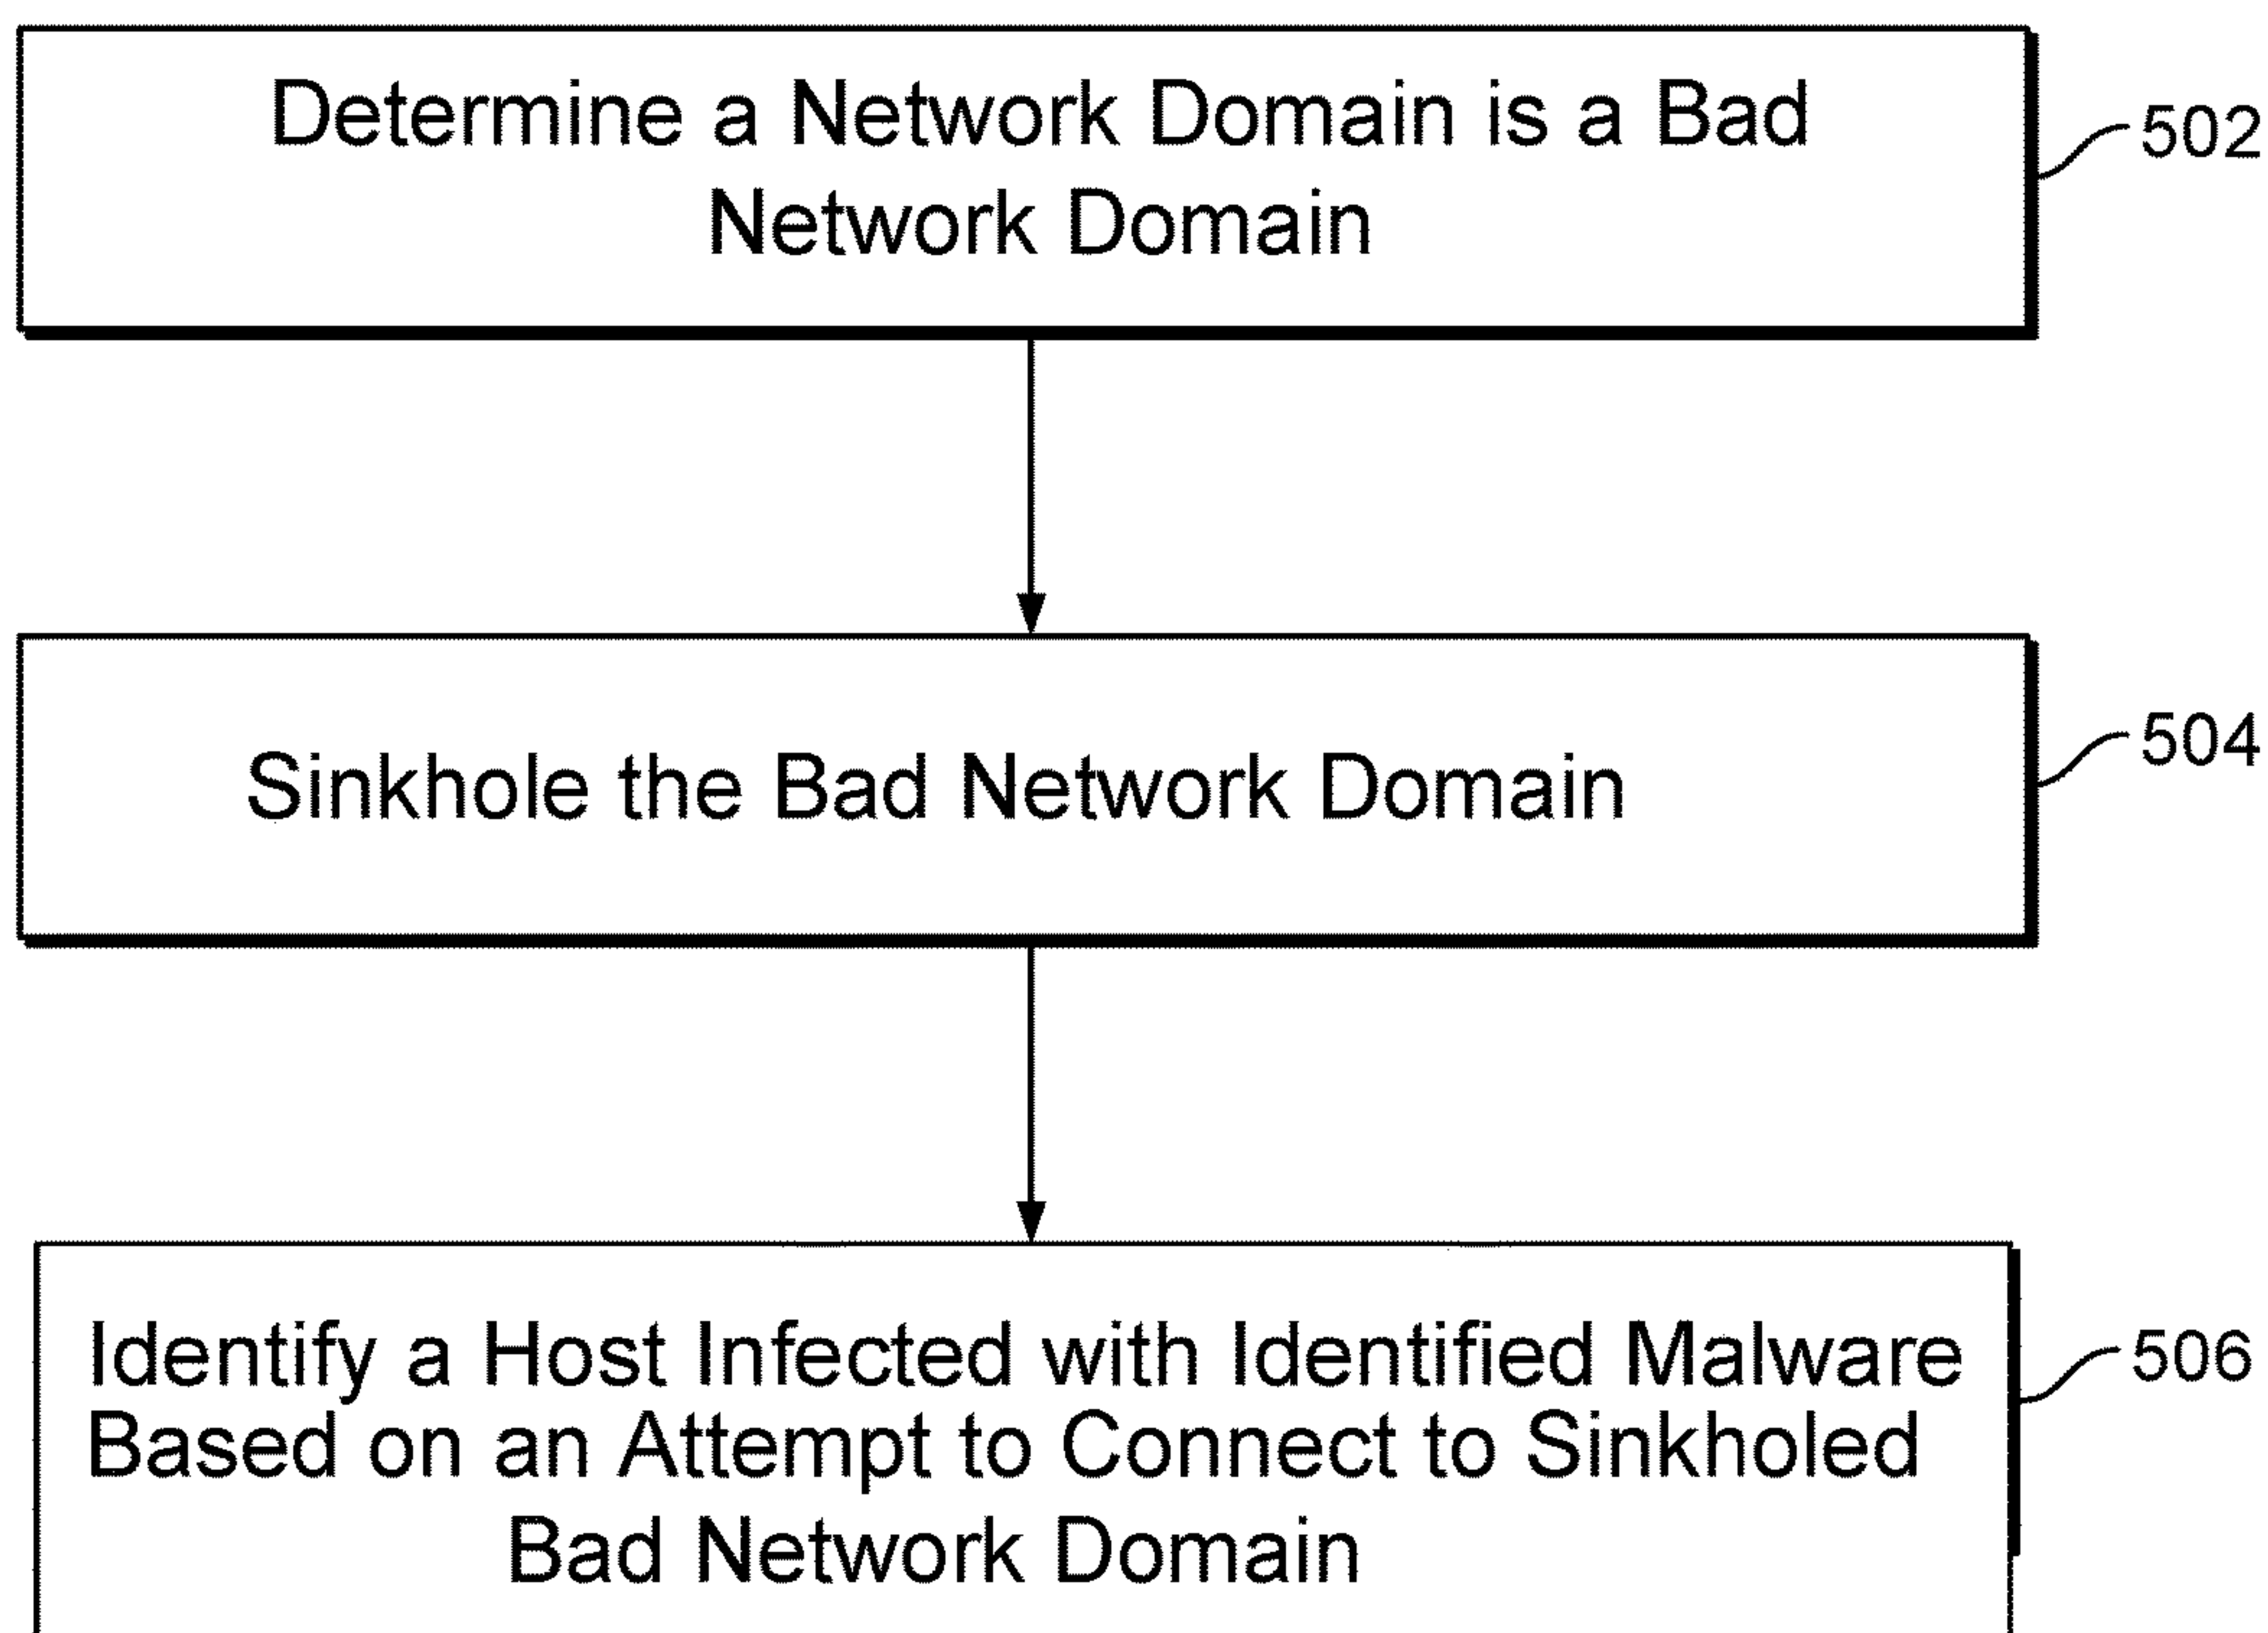 Determine a Network Domain is a Bad
Network Domain
502
Sinkhole the Bad Network Domain
504
Identify a Host Infected with Identified Malware
Based on an Attempt to Connect to Sinkholed
Bad Network Domain
506